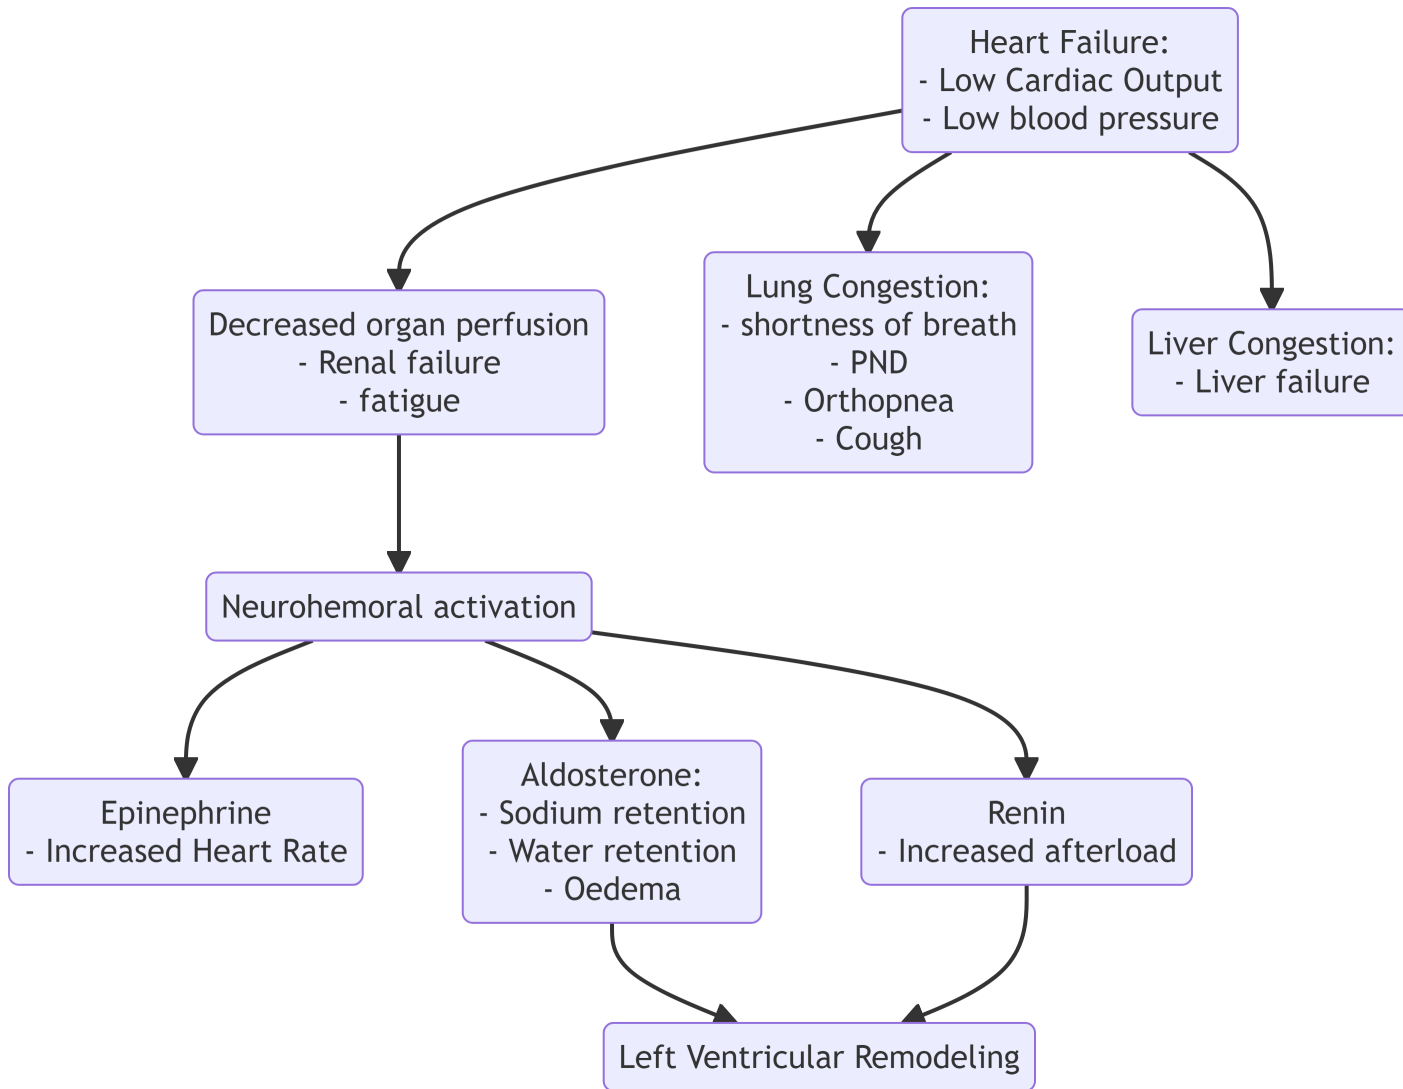 Heart Failure:
- Low Cardiac Output
- Low blood pressure
Decreased organ perfusion
- Renal failure
- fatigue
Lung Congestion:
- shortness of breath
- PND
- Orthopnea
- Cough
Liver Congestion:
- Liver failure
Neurohemoral activation
Epinephrine
- Increased Heart Rate
Aldosterone:
- Sodium retention
- Water retention
- Oedema
Renin
- Increased afterload
Left Ventricular Remodeling